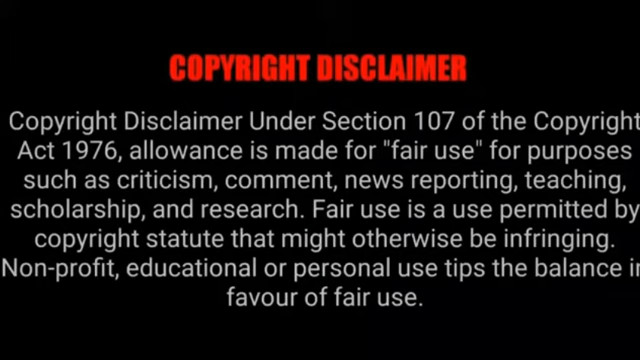 COPYRIGHT DISCLAIMER
Copyright Disclaimer Under Section 107 of the Copyright
Act 1976, allowance is made for "fair use" for purposes
such as criticism, comment, news reporting, teaching,
scholarship, and research. Fair use is a use permitted by
copyright statute that might otherwise be infringing.
Non-profit, educational or personal use tips the balance in
favour of fair use.